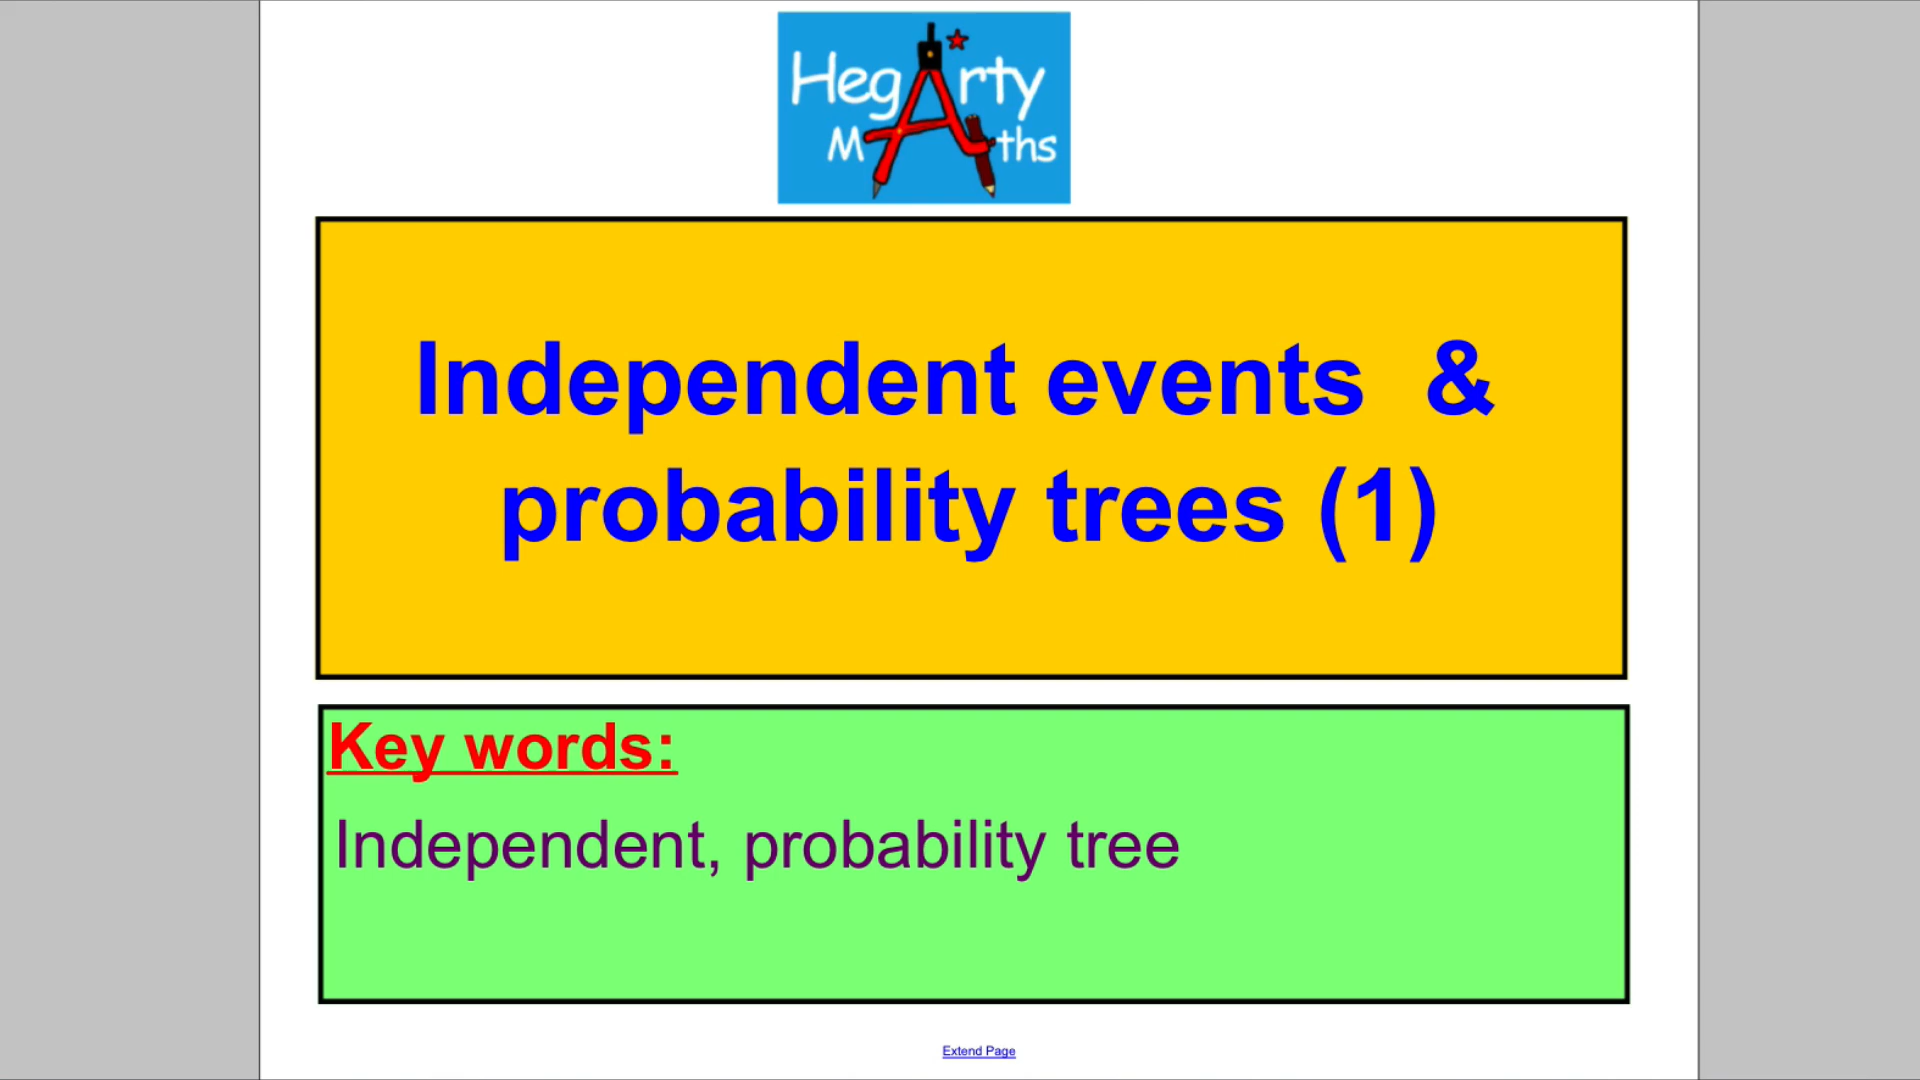 HegArty
MAths
Independent events &
probability trees (1)
Key words:
Independent, probability tree
Extend Page